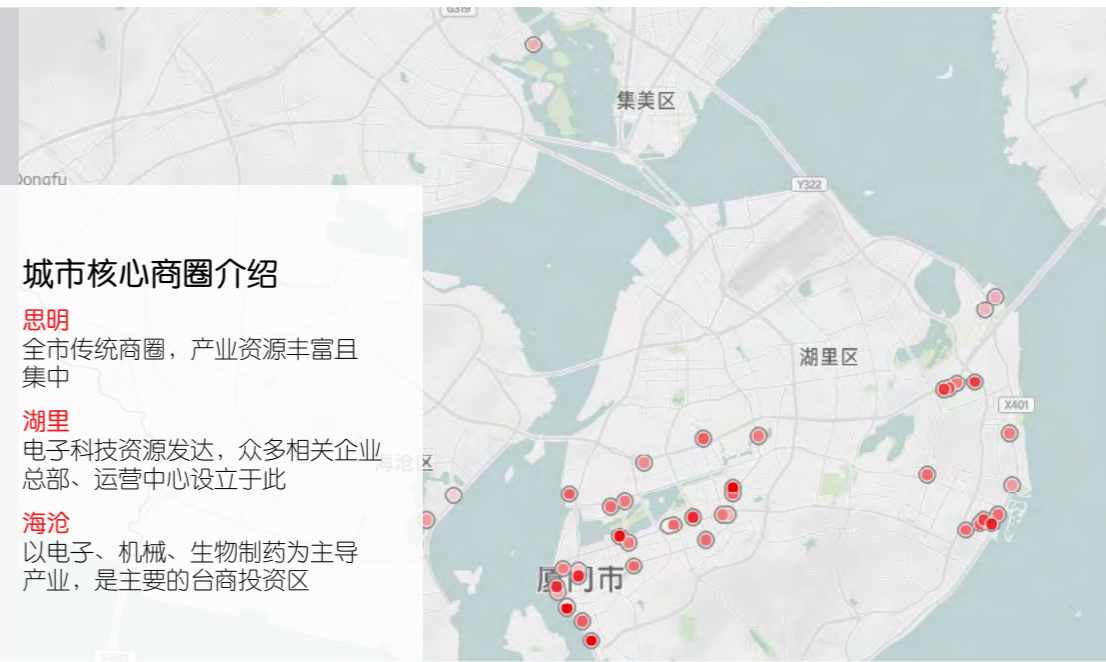 G319
集美区
Dongfu
Y322
城市核心商圈介绍
思明
全市传统商圈，产业资源丰富且
集中
湖里
电子科技资源发达，众多相关企业
总部、运营中心设立于此
海沧
以电子、机械、生物制药为主导
产业，是主要的台商投资区
湖里区
X401
海沧区
厦门市